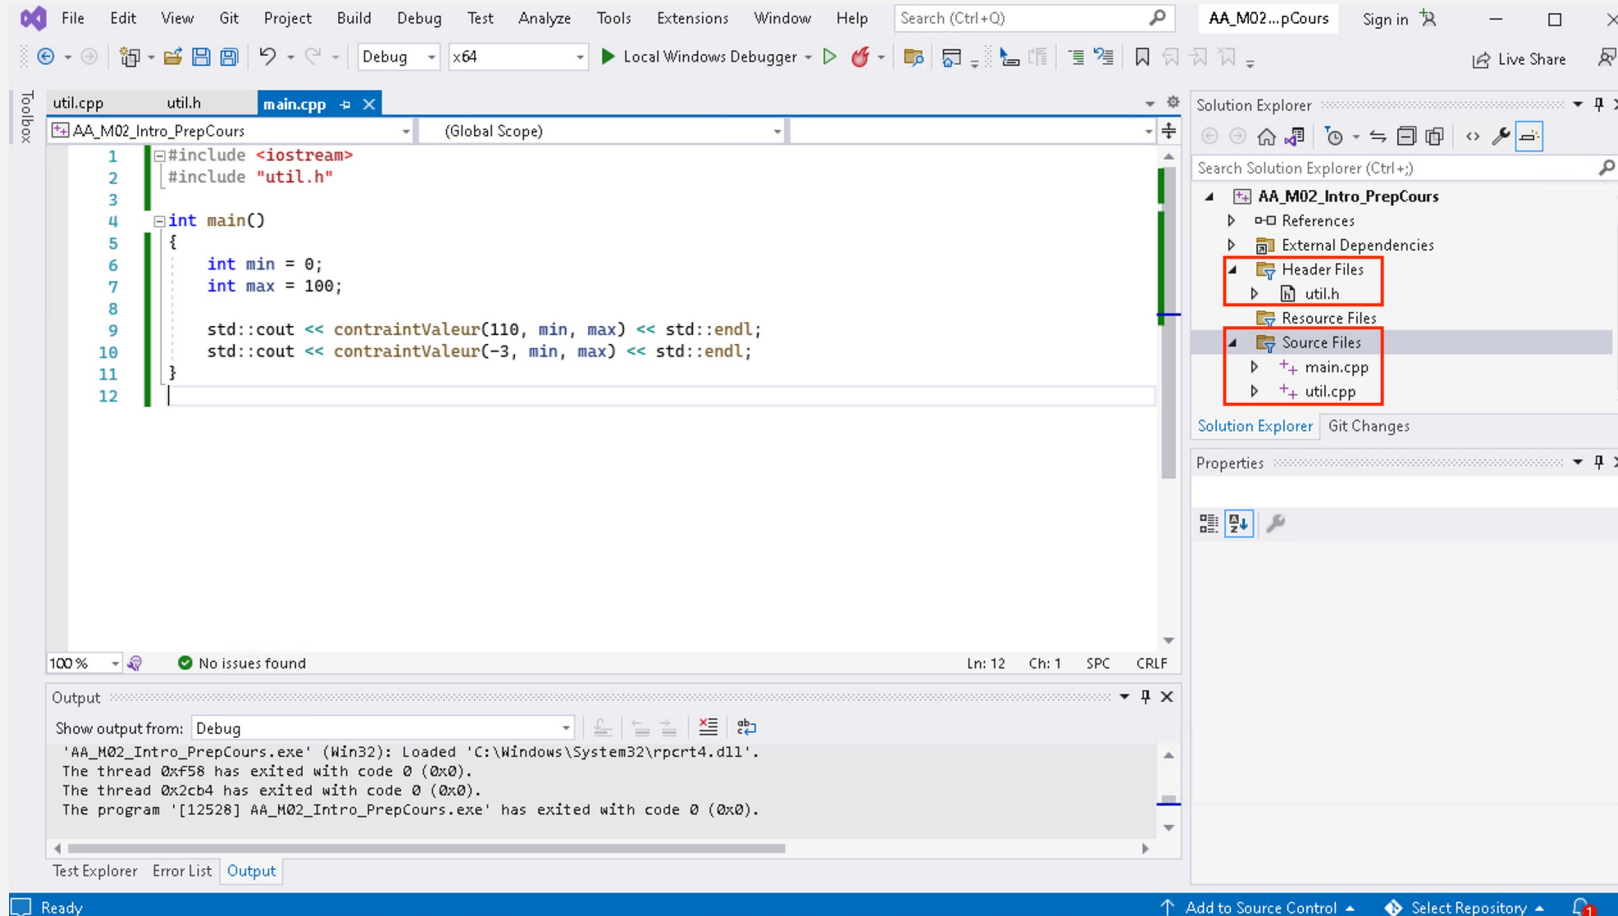 File Edit View Git Project Build Debug Test Analyze Tools Extensions Window Help Search (Ctrl+Q) AA_M02...pCours Sign in
Debug x64 Local Windows Debugger Live Share
Toolbox
util.cpp util.h main.cpp
AA_M02_Intro_PrepCours (Global Scope)
1 #include <iostream>
2 #include "util.h"
3
4 int main()
5 {
6 int min = 0;
7 int max = 100;
8
9 std::cout << contraintValeur(110, min, max) << std::endl;
10 std::cout << contraintValeur(-3, min, max) << std::endl;
11 }
12
100 % No issues found Ln: 12 Ch: 1 SPC CRLF
Output
Show output from: Debug
'AA_M02_Intro_PrepCours.exe' (Win32): Loaded 'C:\Windows\System32\rpcrt4.dll'.
The thread 0xf58 has exited with code 0 (0x0).
The thread 0x2cb4 has exited with code 0 (0x0).
The program '[12528] AA_M02_Intro_PrepCours.exe' has exited with code 0 (0x0).
Test Explorer Error List Output
Solution Explorer
Search Solution Explorer (Ctrl+;)
AA_M02_Intro_PrepCours
References
External Dependencies
Header Files
util.h
Resource Files
Source Files
main.cpp
util.cpp
Solution Explorer Git Changes
Properties
Ready Add to Source Control Select Repository 1